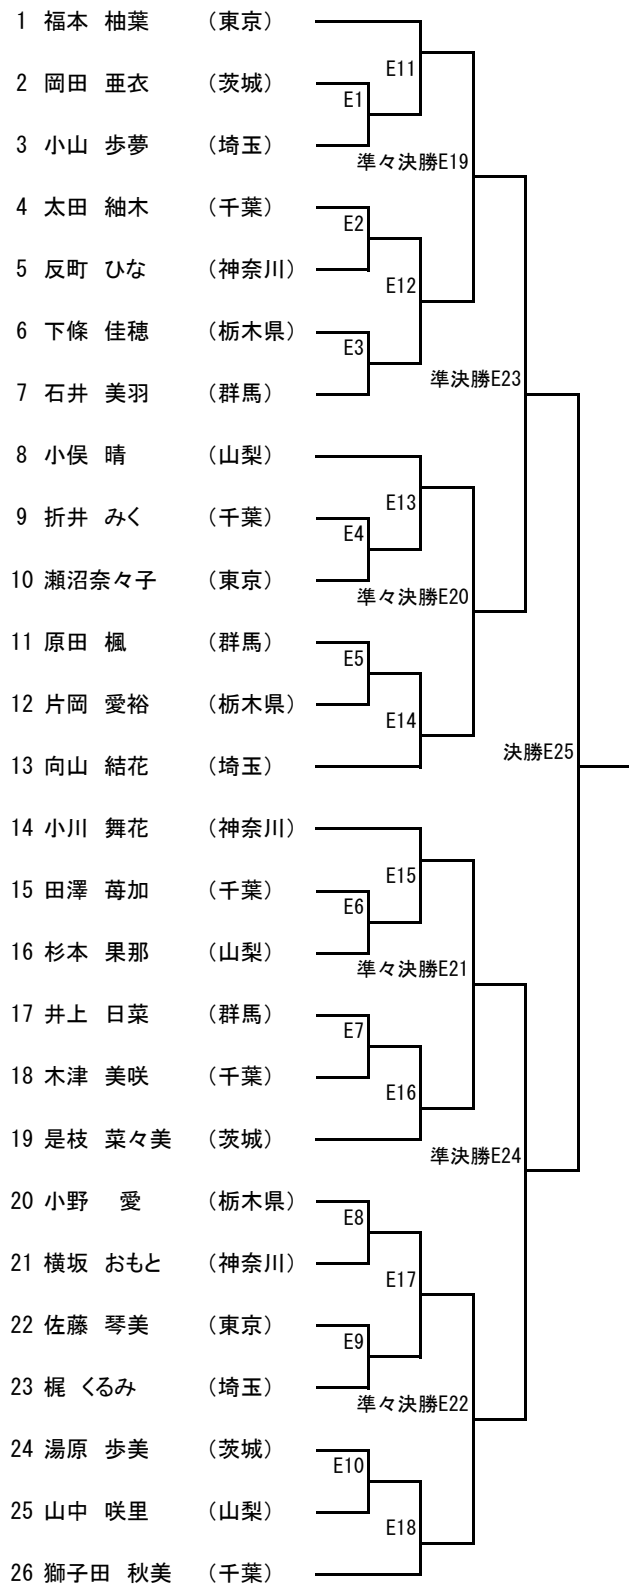 1 福本 柚葉 （東京）
E11
2 岡田 亜衣 （茨城）
E1
3 小山 歩夢 （埼玉）
準々決勝E19
4 太田 紬木 （千葉）
E2
5 反町 ひな （神奈川）
E12
6 下條 佳穂 （栃木県）
E3
準決勝E23
7 石井 美羽 （群馬）
8 小俣 晴 （山梨）
E13
9 折井 みく （千葉）
E4
10 瀬沼奈々子 （東京）
準々決勝E20
11 原田 楓 （群馬）
E5
12 片岡 愛裕 （栃木県）
E14
決勝E25
13 向山 結花 （埼玉）
14 小川 舞花 （神奈川）
E15
15 田澤 苺加 （千葉）
E6
16 杉本 果那 （山梨）
準々決勝E21
17 井上 日菜 （群馬）
E7
18 木津 美咲 （千葉）
E16
19 是枝 菜々美 （茨城）
準決勝E24
20 小野 愛 （栃木県）
E8
21 横坂 おもと （神奈川）
E17
22 佐藤 琴美 （東京）
E9
23 梶 くるみ （埼玉）
準々決勝E22
24 湯原 歩美 （茨城）
E10
25 山中 咲里 （山梨）
E18
26 獅子田 秋美 （千葉）